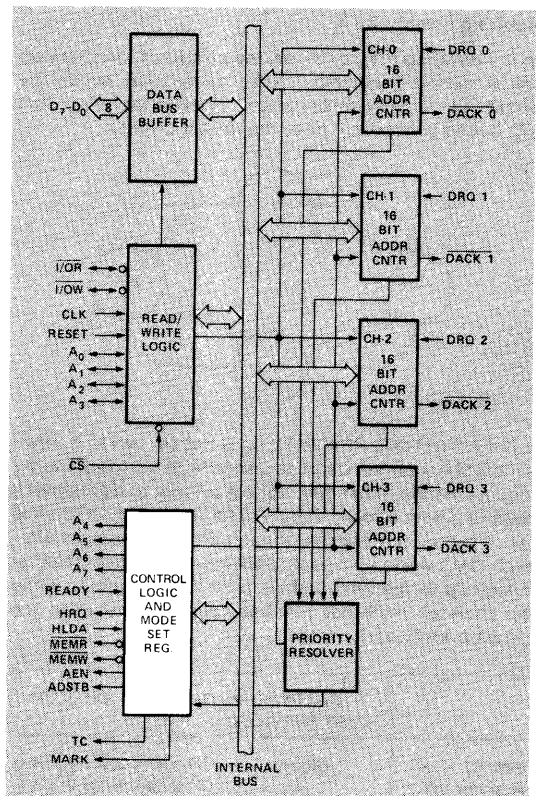 D7-D0
8
DATA
BUS
BUFFER
I/OR
I/OW
CLK
RESET
A0
A1
A2
A3
READ/
WRITE
LOGIC
CS
A4
A5
A6
A7
READY
HRQ
HLDA
MEMR
MEMW
AEN
ADSTB
CONTROL
LOGIC
AND
MODE
SET
REG.
TC
MARK
INTERNAL
BUS
CH-0
16
BIT
ADDR
CNTR
DRQ 0
DACK 0
CH-1
16
BIT
ADDR
CNTR
DRQ 1
DACK 1
CH-2
16
BIT
ADDR
CNTR
DRQ 2
DACK 2
CH-3
16
BIT
ADDR
CNTR
DRQ 3
DACK 3
PRIORITY
RESOLVER